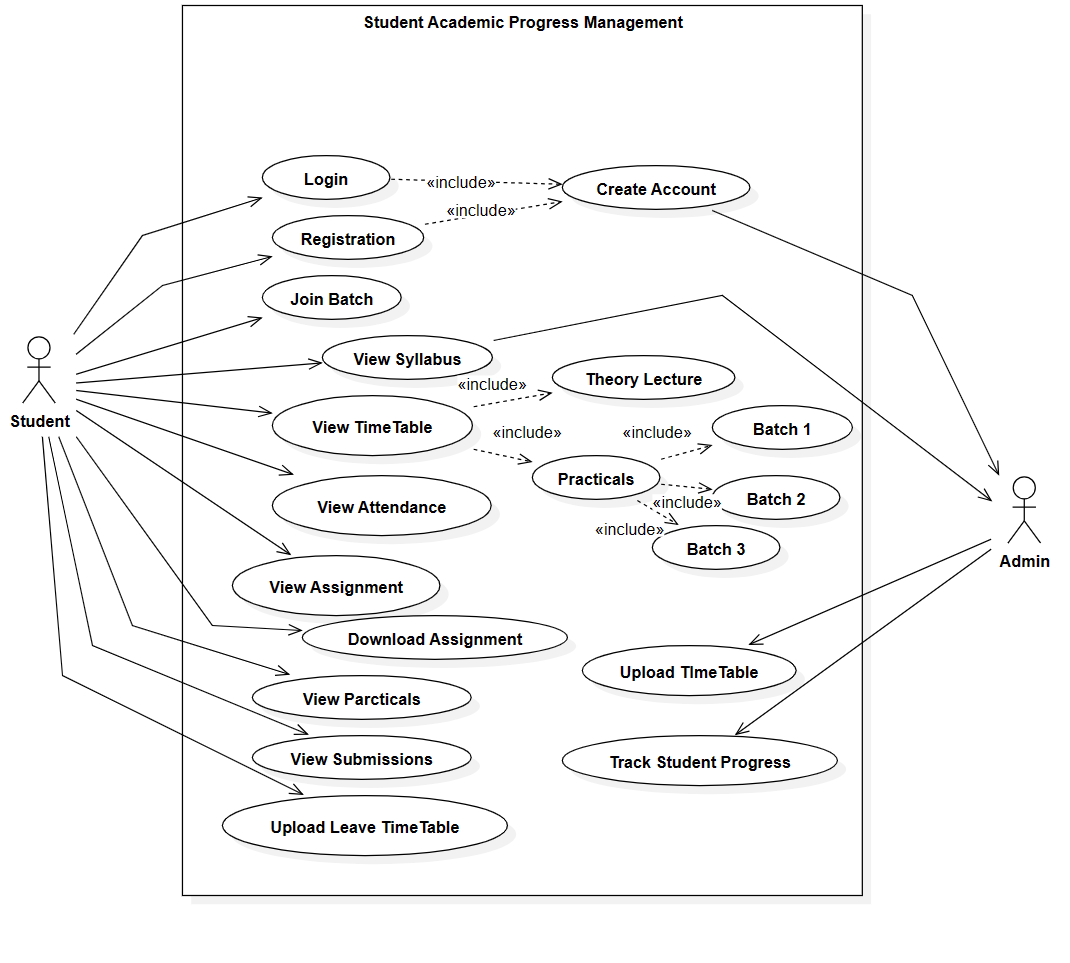 Student Academic Progress Management
Login
«include»
Create Account
«include»
Registration
Join Batch
View Syllabus
«include»
Theory Lecture
Student
View TimeTable
«include»
«include»
Batch 1
Practicals
Batch 2
«include»
View Attendance
«include»
Batch 3
Admin
View Assignment
Download Assignment
Upload TImeTable
View Parcticals
View Submissions
Track Student Progress
Upload Leave TimeTable